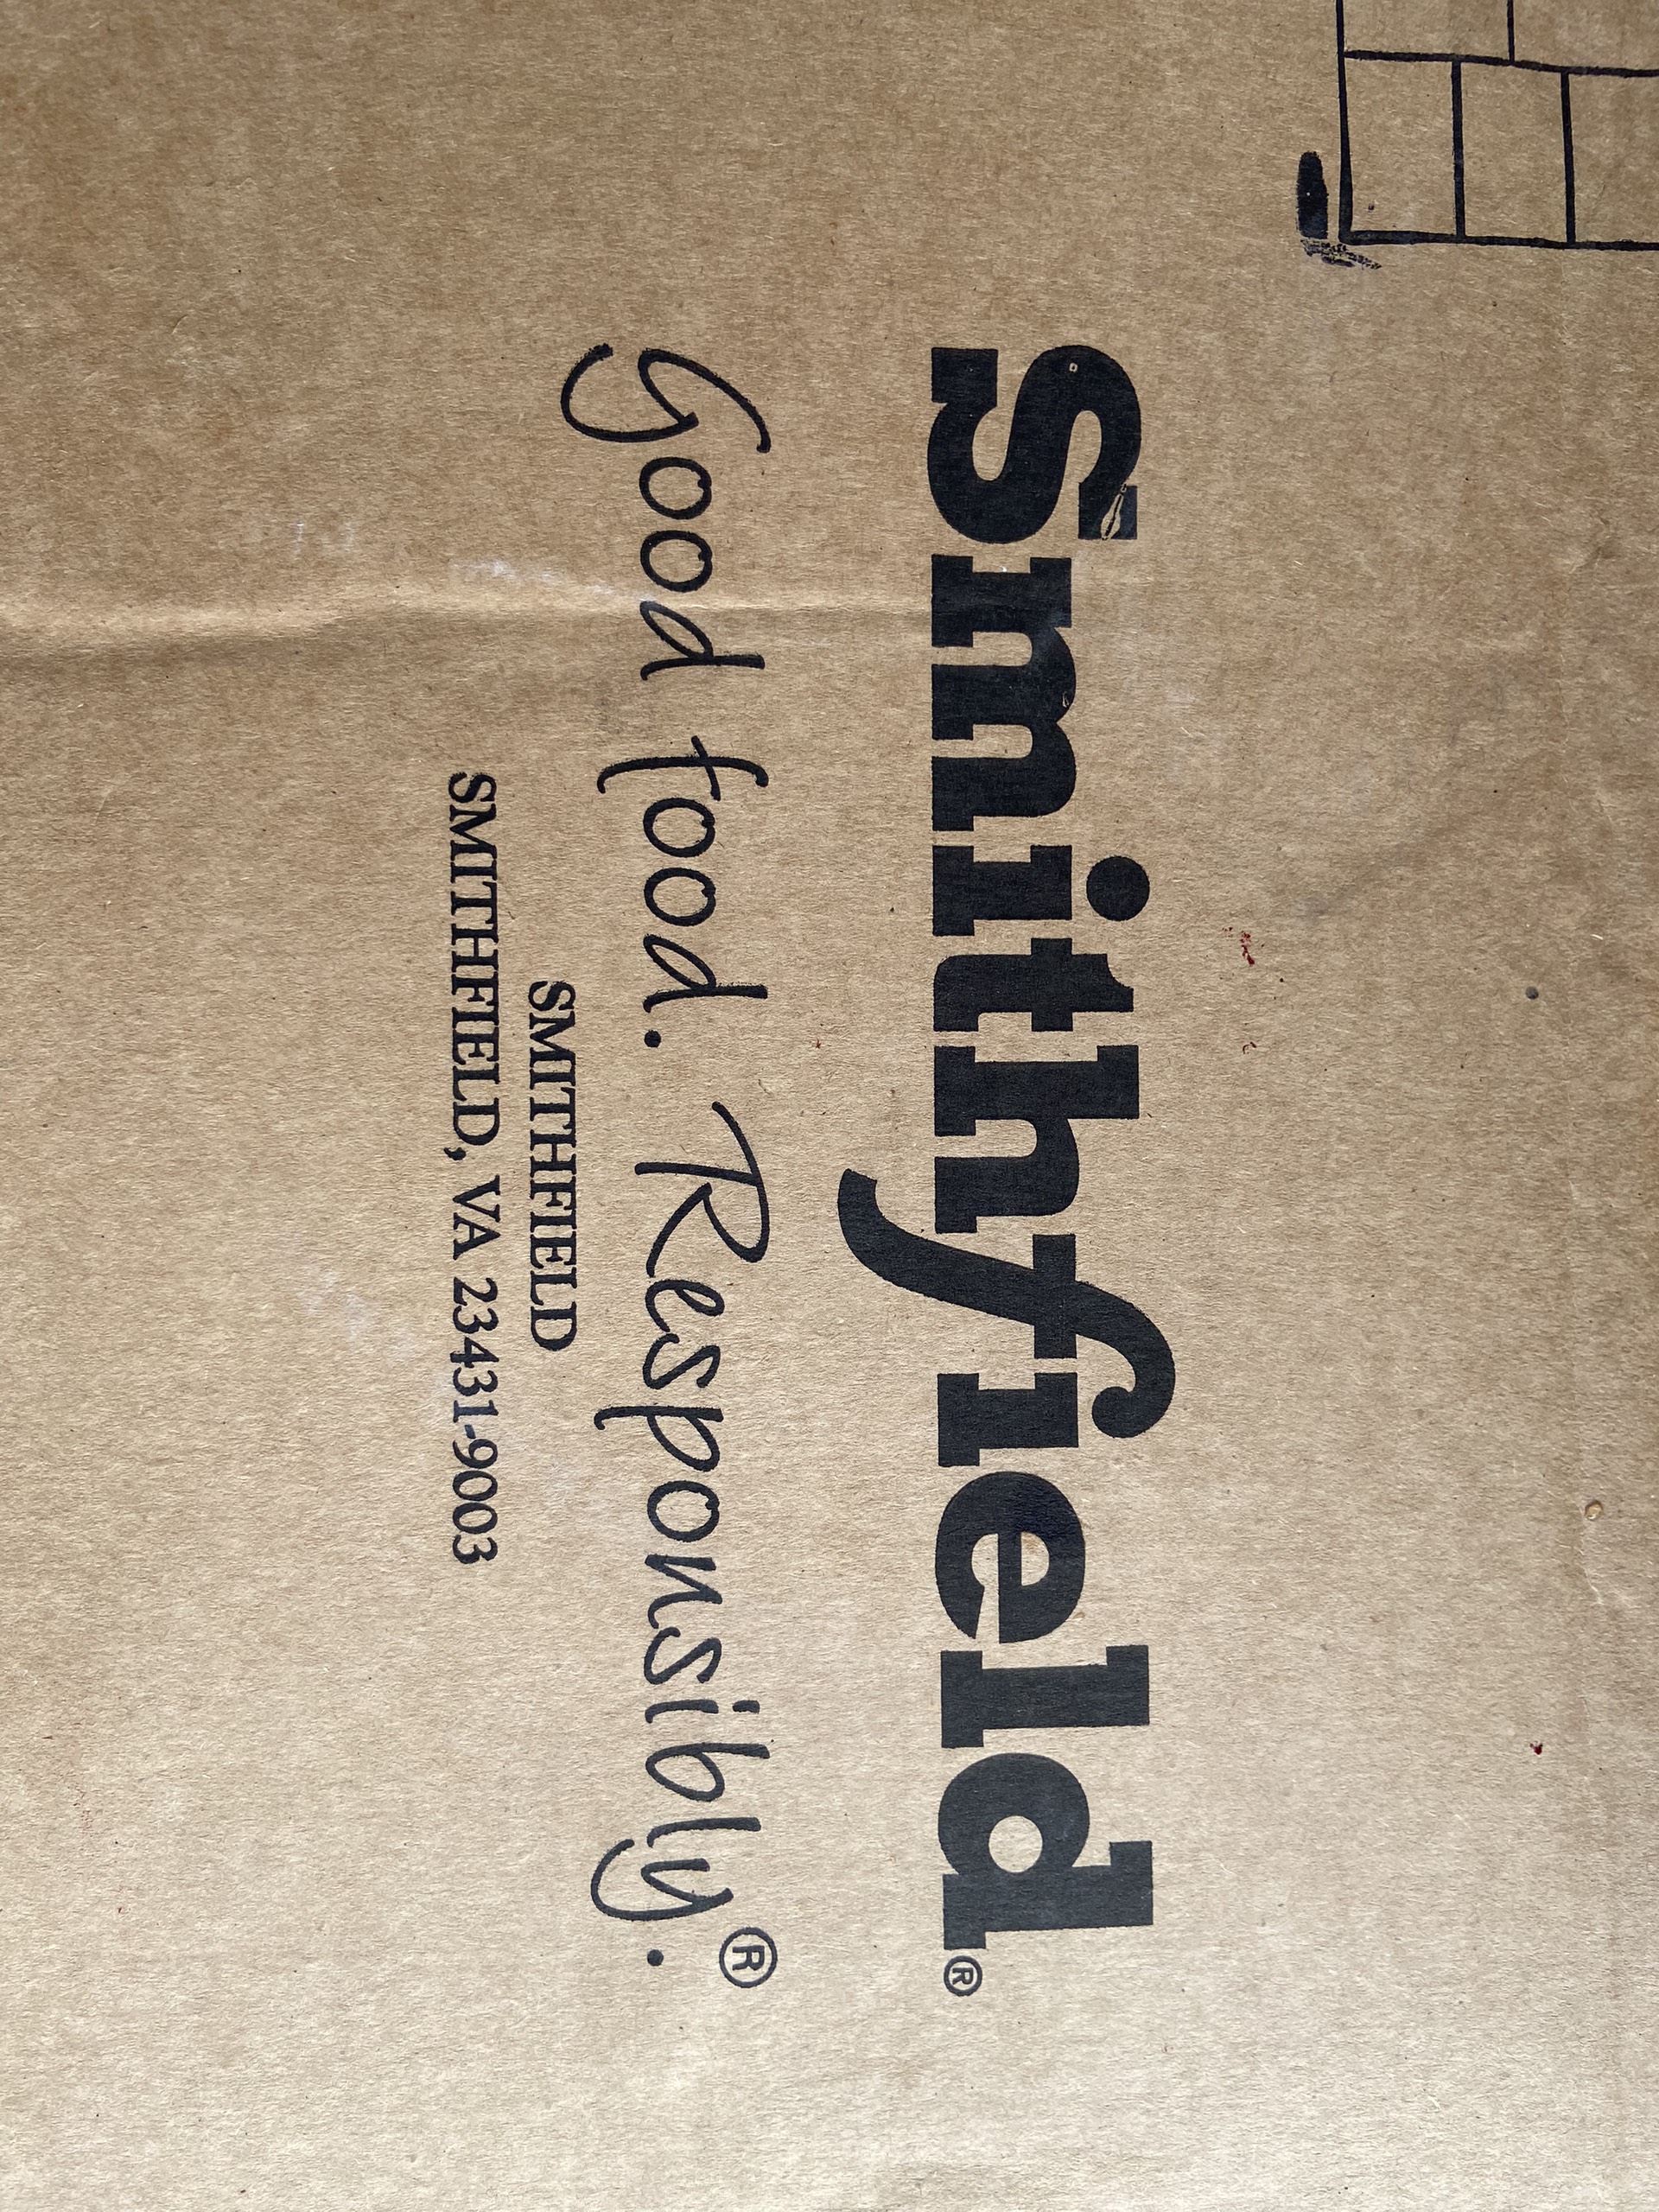 Smithfield®
Good food. Responsibly.®
SMITHFIELD
SMITHFIELD, VA 23431-9003